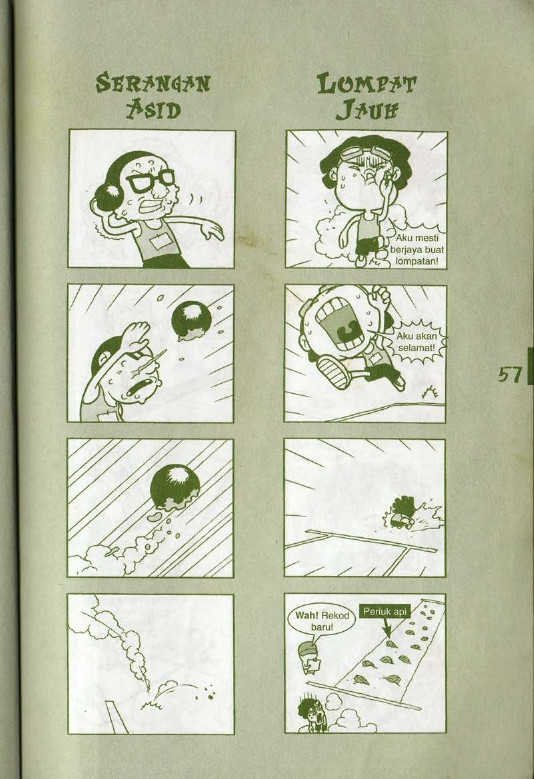 SERANGAN
ASID
LOMPAT
JAUH
Aku mesti
berjaya buat
lompatan!
Aku akan
selamat!
Wah! Rekod
baru!
Periuk api
57